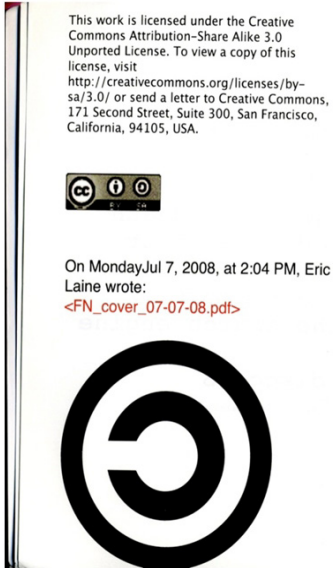 This work is licensed under the Creative
Commons Attribution-Share Alike 3.0
Unported License. To view a copy of this
license, visit
http://creativecommons.org/licenses/by-
sa/3.0/ or send a letter to Creative Commons,
171 Second Street, Suite 300, San Francisco,
California, 94105, USA.
cc
BY SA
On MondayJul 7, 2008, at 2:04 PM, Eric
Laine wrote:
<FN_cover_07-07-08.pdf>